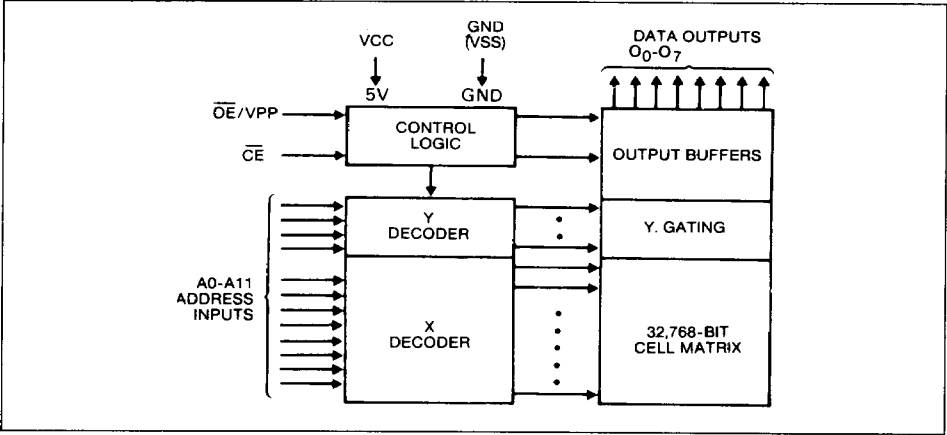 VCC
GND
(VSS)
DATA OUTPUTS
O0-O7
5V
GND
OE/VPP
CE
CONTROL
LOGIC
OUTPUT BUFFERS
Y
DECODER
Y. GATING
A0-A11
ADDRESS
INPUTS
X
DECODER
32,768-BIT
CELL MATRIX